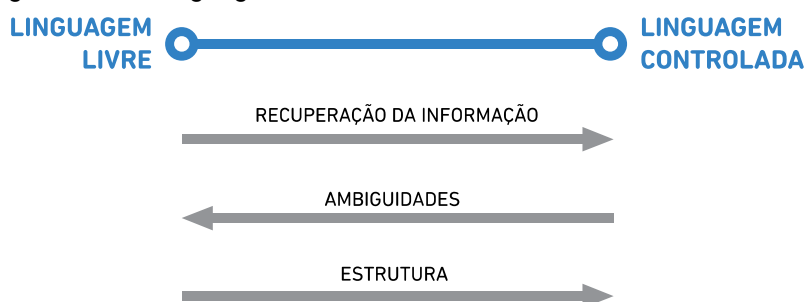 LINGUAGEM
LIVRE
LINGUAGEM
CONTROLADA
RECUPERAÇÃO DA INFORMAÇÃO
AMBIGUIDADES
ESTRUTURA